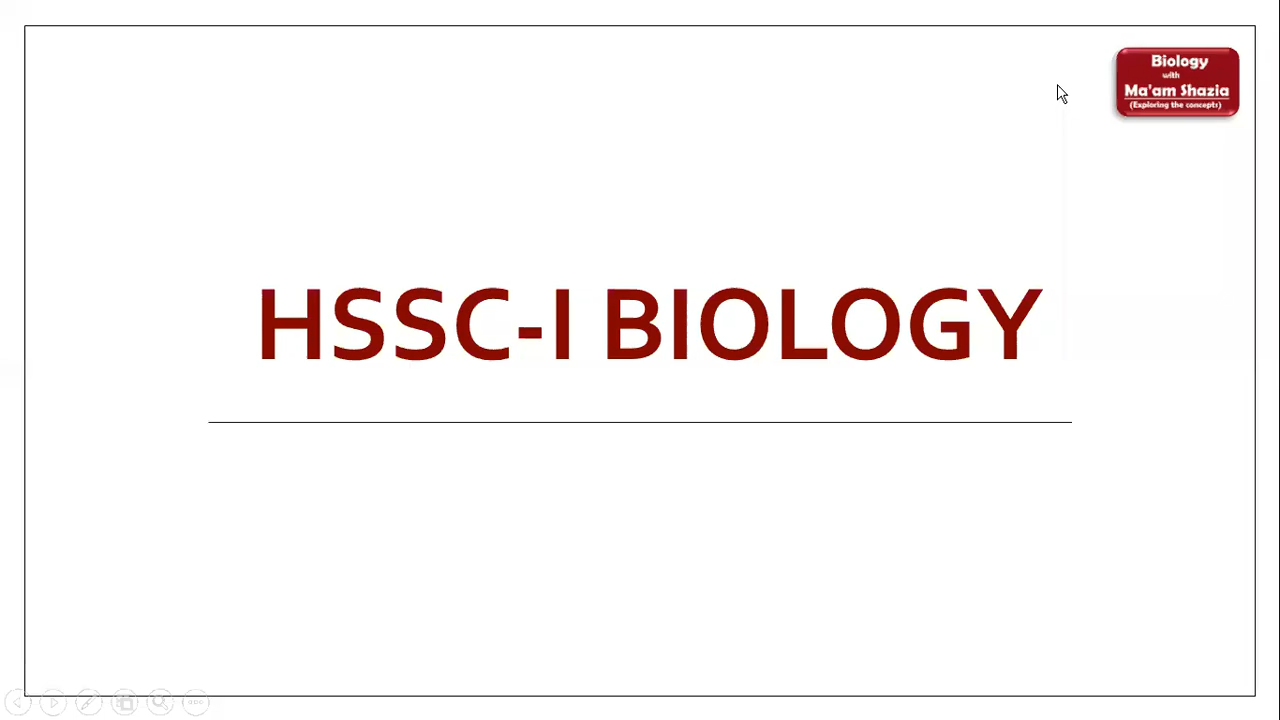 Biology
with
Ma'am Shazia
(Exploring the concepts)
HSSC-I BIOLOGY